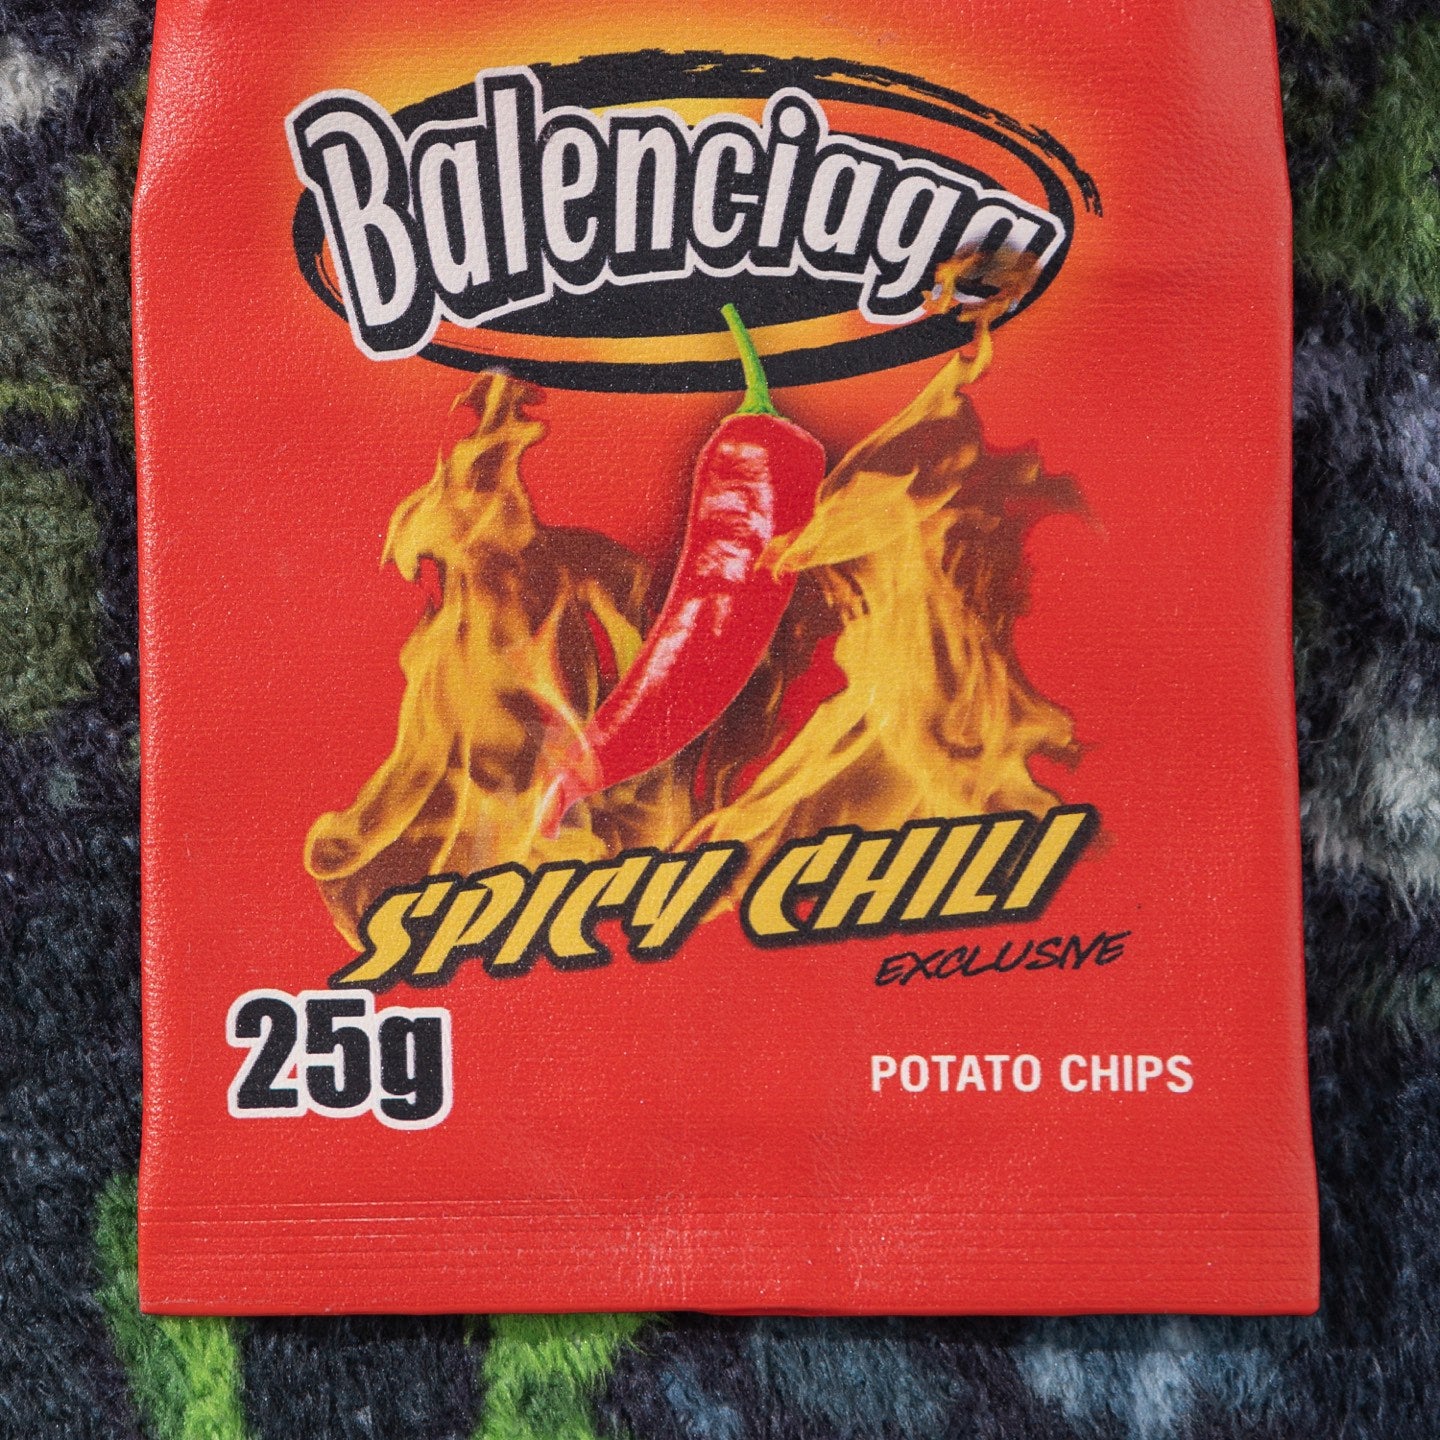 Balenciaga
SPICY CHILI
EXCLUSIVE
25g
POTATO CHIPS